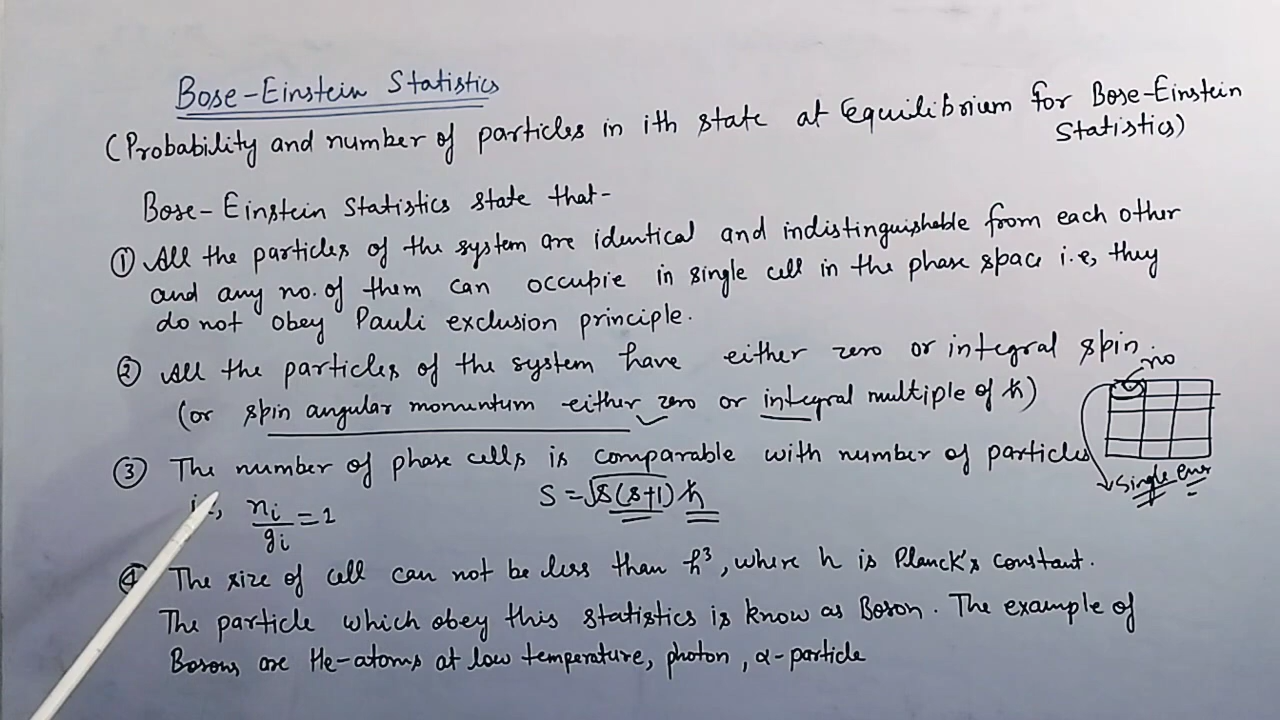 Bose-Einstein Statistics
(Probability and number of particles in ith state at Equilibrium for Bose-Einstein
Statistics)
Bose-Einstein Statistics state that-
① All the particles of the system are identical and indistinguishable from each other
and any no. of them can occupie in single cell in the phase space i.e, they
do not obey Pauli exclusion principle.
② All the particles of the system have either zero or integral spin.
no
(or spin angular momentum either zero or integral multiple of ℏ)
③ The number of phase cells is comparable with number of particles
single
S = √s(s+1) ℏ
nᵢ/gᵢ = 1
④ The size of cell can not be less than h³, where h is Planck's constant.
The particle which obey this statistics is know as Boson. The example of
Bosons are He-atoms at low temperature, photon, α-particle